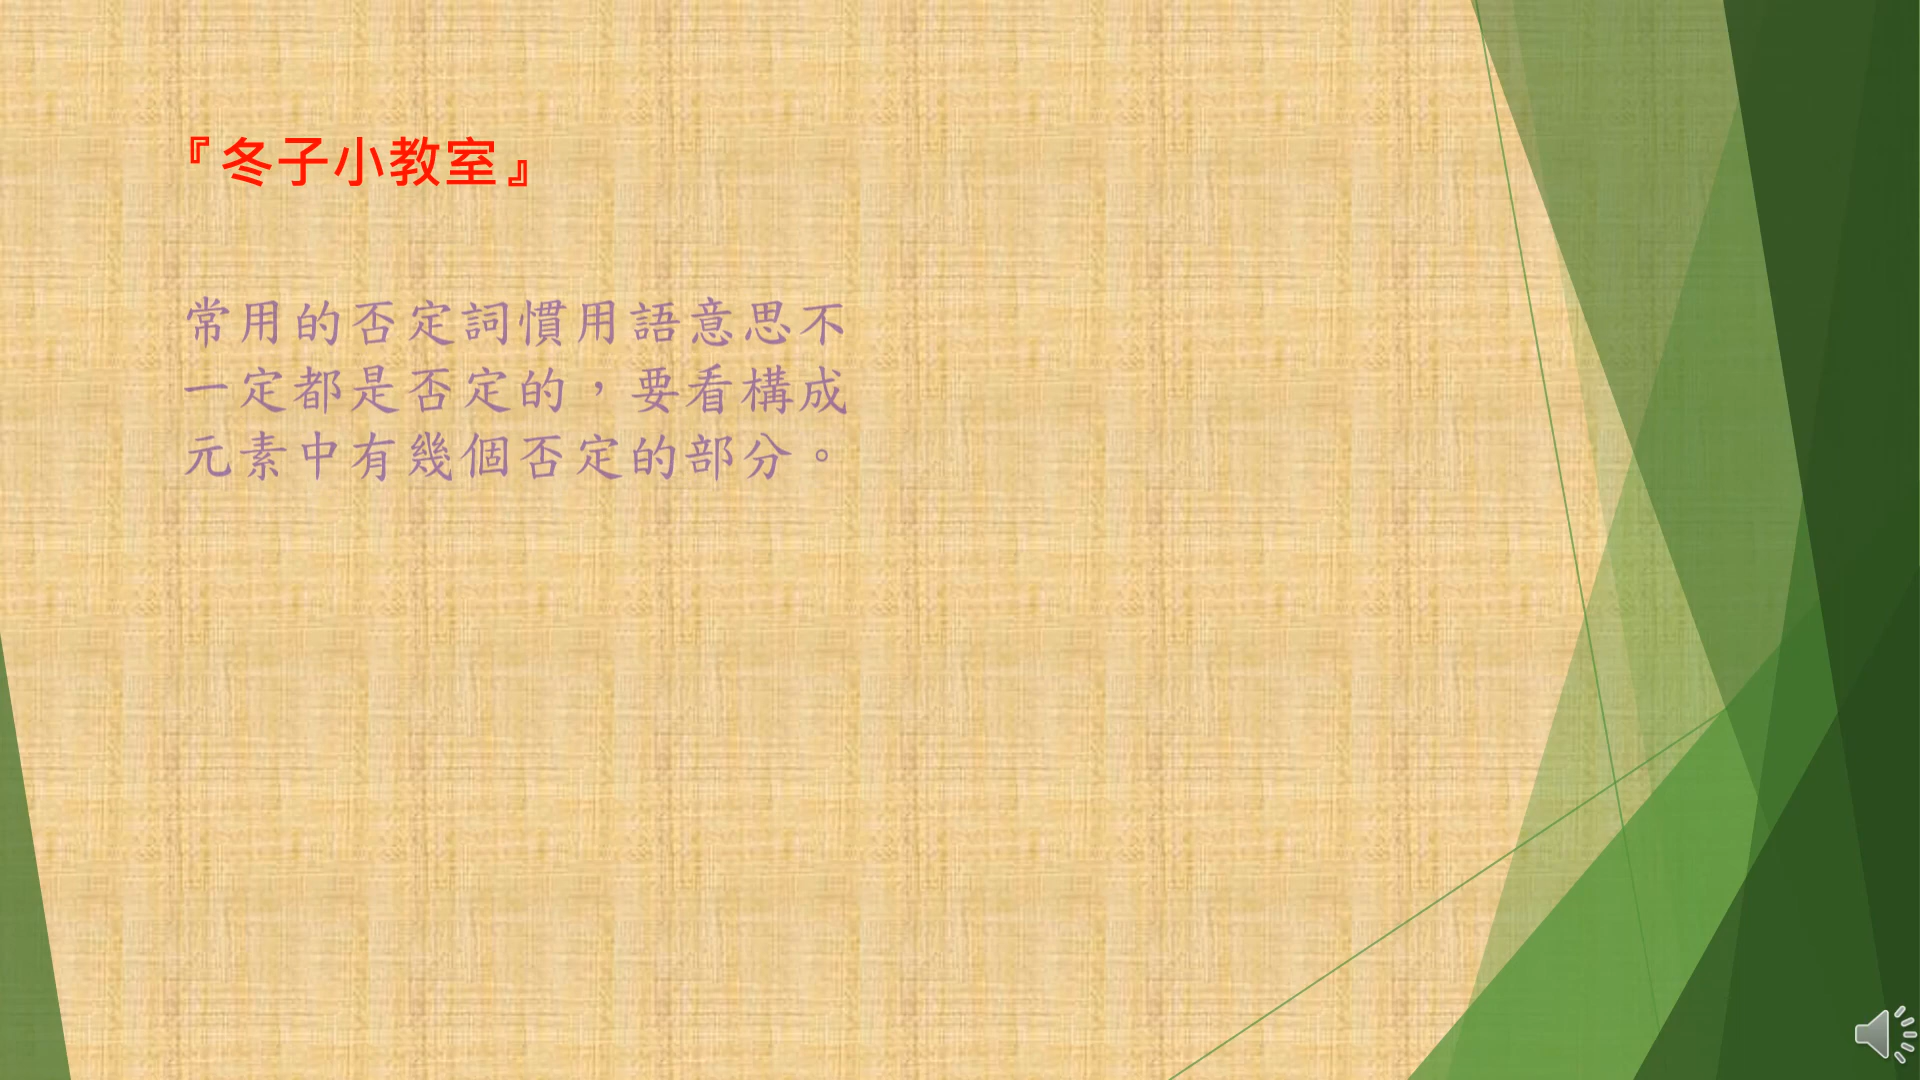 『冬子小教室』
常用的否定詞慣用語意思不
一定都是否定的，要看構成
元素中有幾個否定的部分。